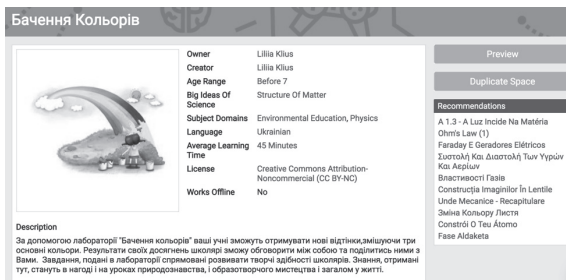 Бачення Кольорів
Owner Liliia Klius
Creator Liliia Klius
Age Range Before 7
Big Ideas Of Science Structure Of Matter
Subject Domains Environmental Education, Physics
Language Ukrainian
Average Learning Time 45 Minutes
License Creative Commons Attribution-
Noncommercial (CC BY-NC)
Works Offline No
Description
За допомогою лабораторії "Бачення кольорів" ваші учні зможуть отримувати нові відтінки,змішуючи три
основні кольори. Результати своїх досягнень школярі зможу обговорити між собою та поділитись ними з
Вами. Завдання, подані в лабораторії спрямовані розвивати творчі здібності школярів. Знання, отримані
тут, стануть в нагоді і на уроках природознавства, і образотворчого мистецтва і загалом у житті.
Preview
Duplicate Space
Recommendations
A 1.3 - A Luz Incide Na Matéria
Ohm's Law (1)
Faraday E Geradores Elétricos
Συστολή Και Διαστολή Των Υγρών
Και Αερίων
Властивості Газів
Construcția Imaginilor În Lentile
Unde Mecanice - Recapitulare
Зміна Кольору Листя
Constrói O Teu Átomo
Fase Aldaketa